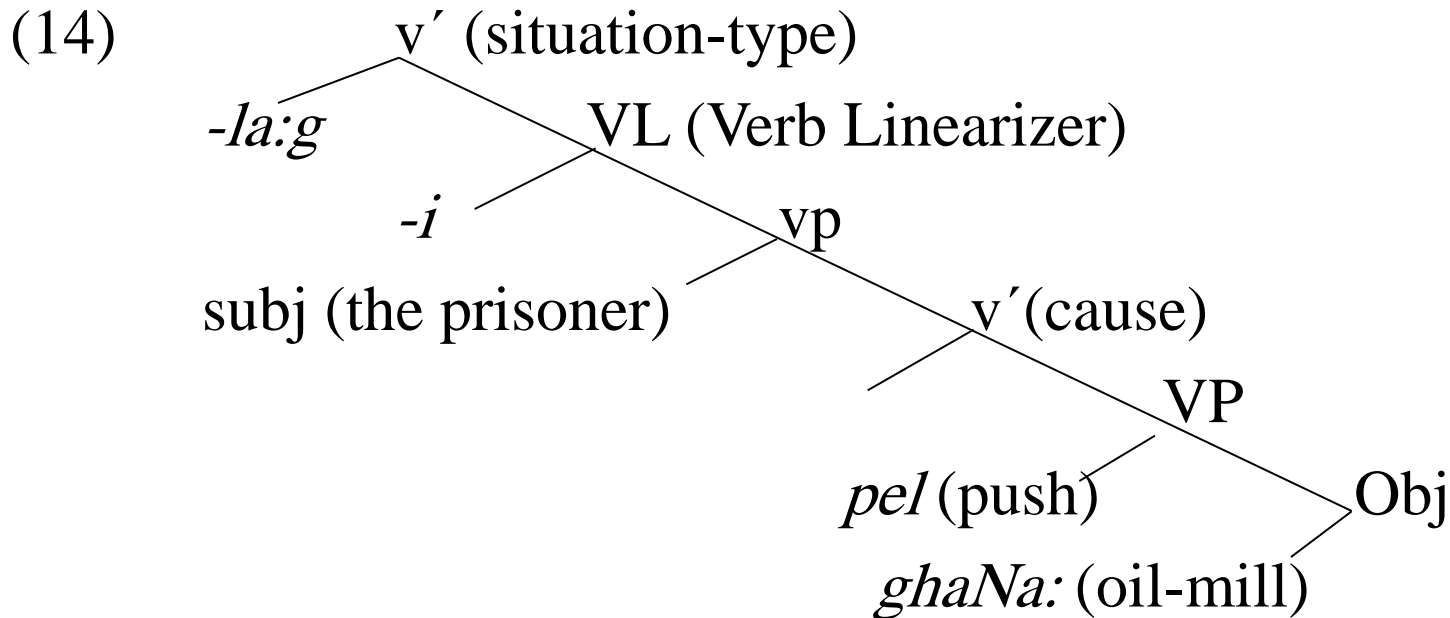 (14) v´ (situation-type)
-la:g VL (Verb Linearizer)
-i vp
subj (the prisoner) v´(cause)
VP
pel (push) Obj
ghaNa: (oil-mill)